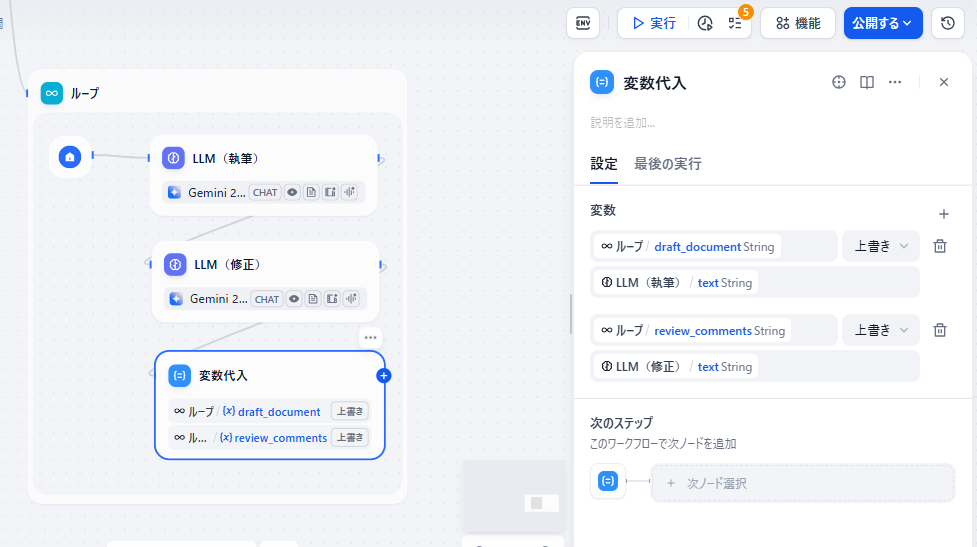 ENV
実行
5
機能
公開する
ループ
LLM（執筆）
Gemini 2... CHAT
LLM（修正）
Gemini 2... CHAT
変数代入
ループ / {x} draft_document 上書き
ル... / {x} review_comments 上書き
変数代入
説明を追加...
設定 最後の実行
変数
ループ / draft_document String 上書き
LLM（執筆） / text String
ループ / review_comments String 上書き
LLM（修正） / text String
次のステップ
このワークフローで次ノードを追加
+ 次ノード選択